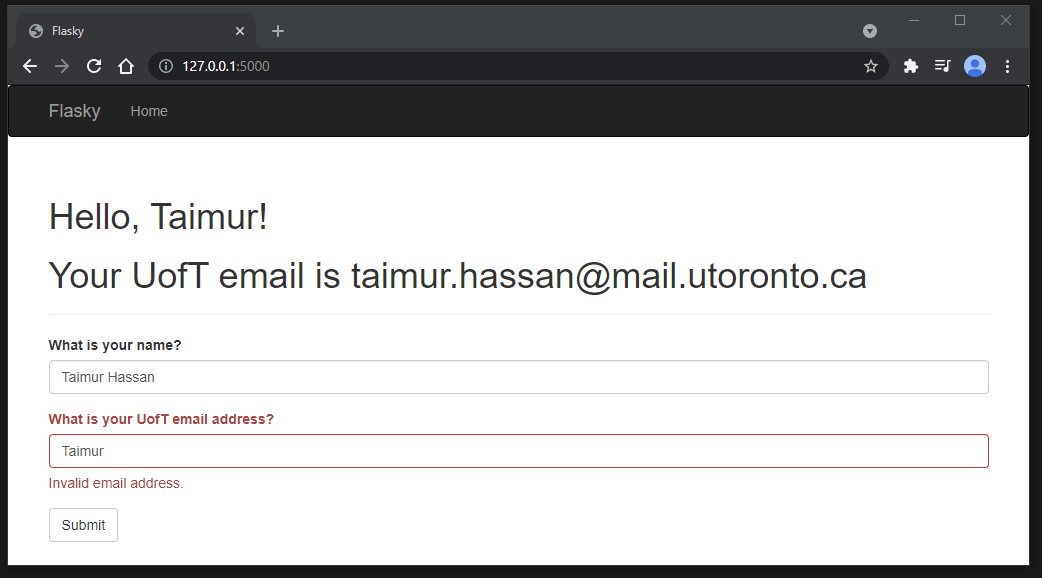 Flasky
127.0.0.1:5000
Flasky Home
Hello, Taimur!
Your UofT email is taimur.hassan@mail.utoronto.ca
What is your name?
Taimur Hassan
What is your UofT email address?
Taimur
Invalid email address.
Submit